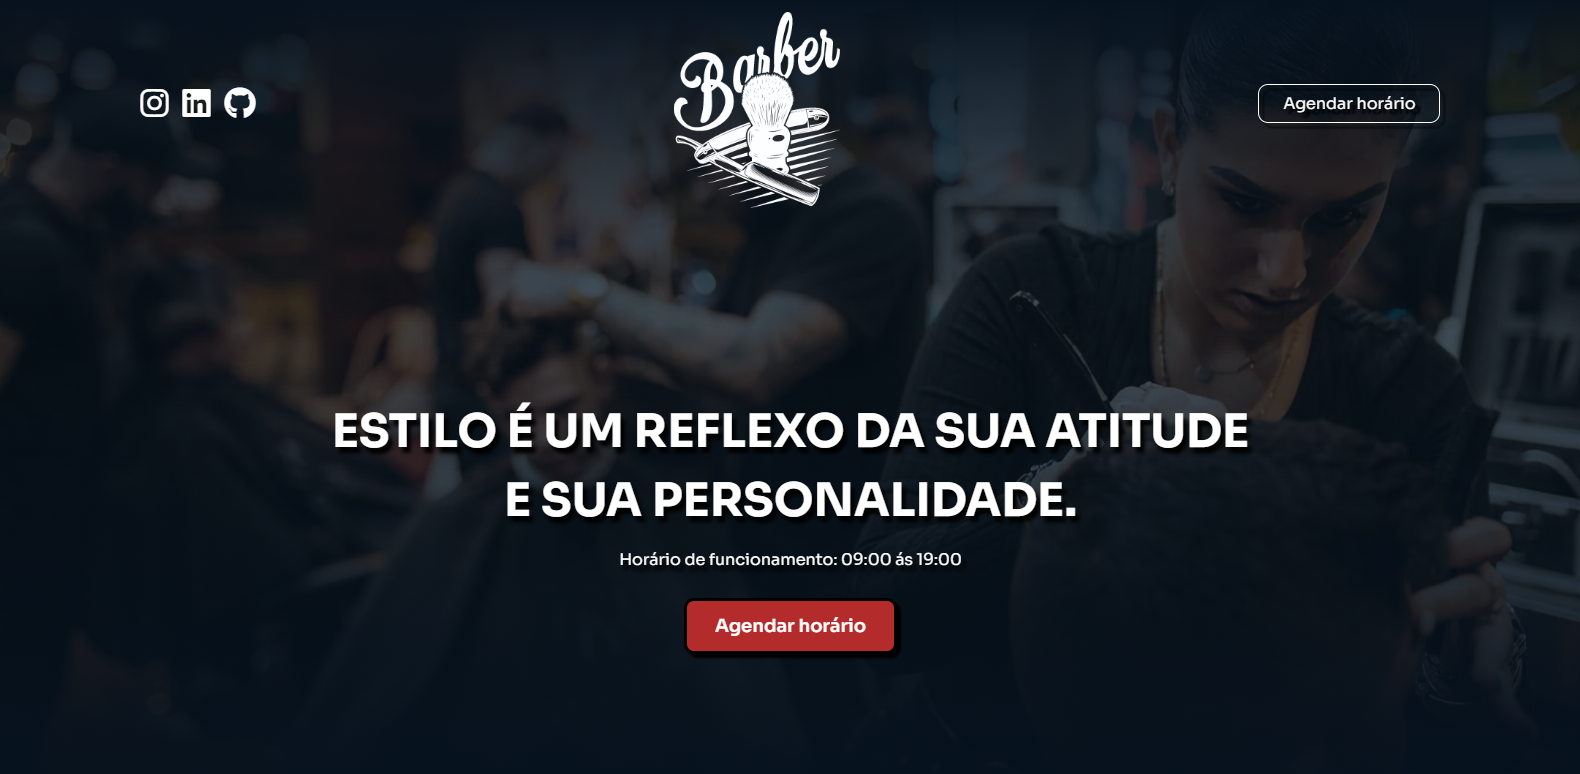 Barber
Agendar horário
ESTILO É UM REFLEXO DA SUA ATITUDE
E SUA PERSONALIDADE.
Horário de funcionamento: 09:00 ás 19:00
Agendar horário